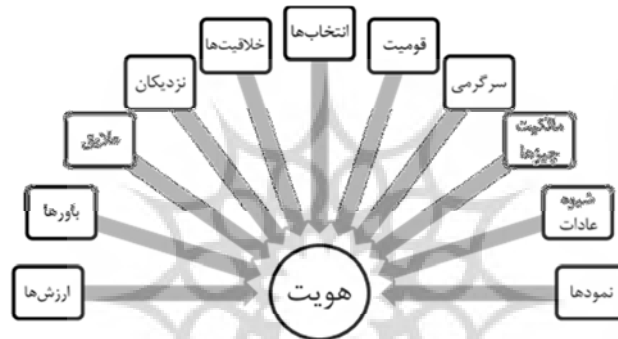 انتخاب‌ها
قومیت
خلاقیت‌ها
سرگرمی
نزدیکان
مالکیت
چیزها
علایق
شیوه
عادات
باورها
نمودها
ارزش‌ها
هویت